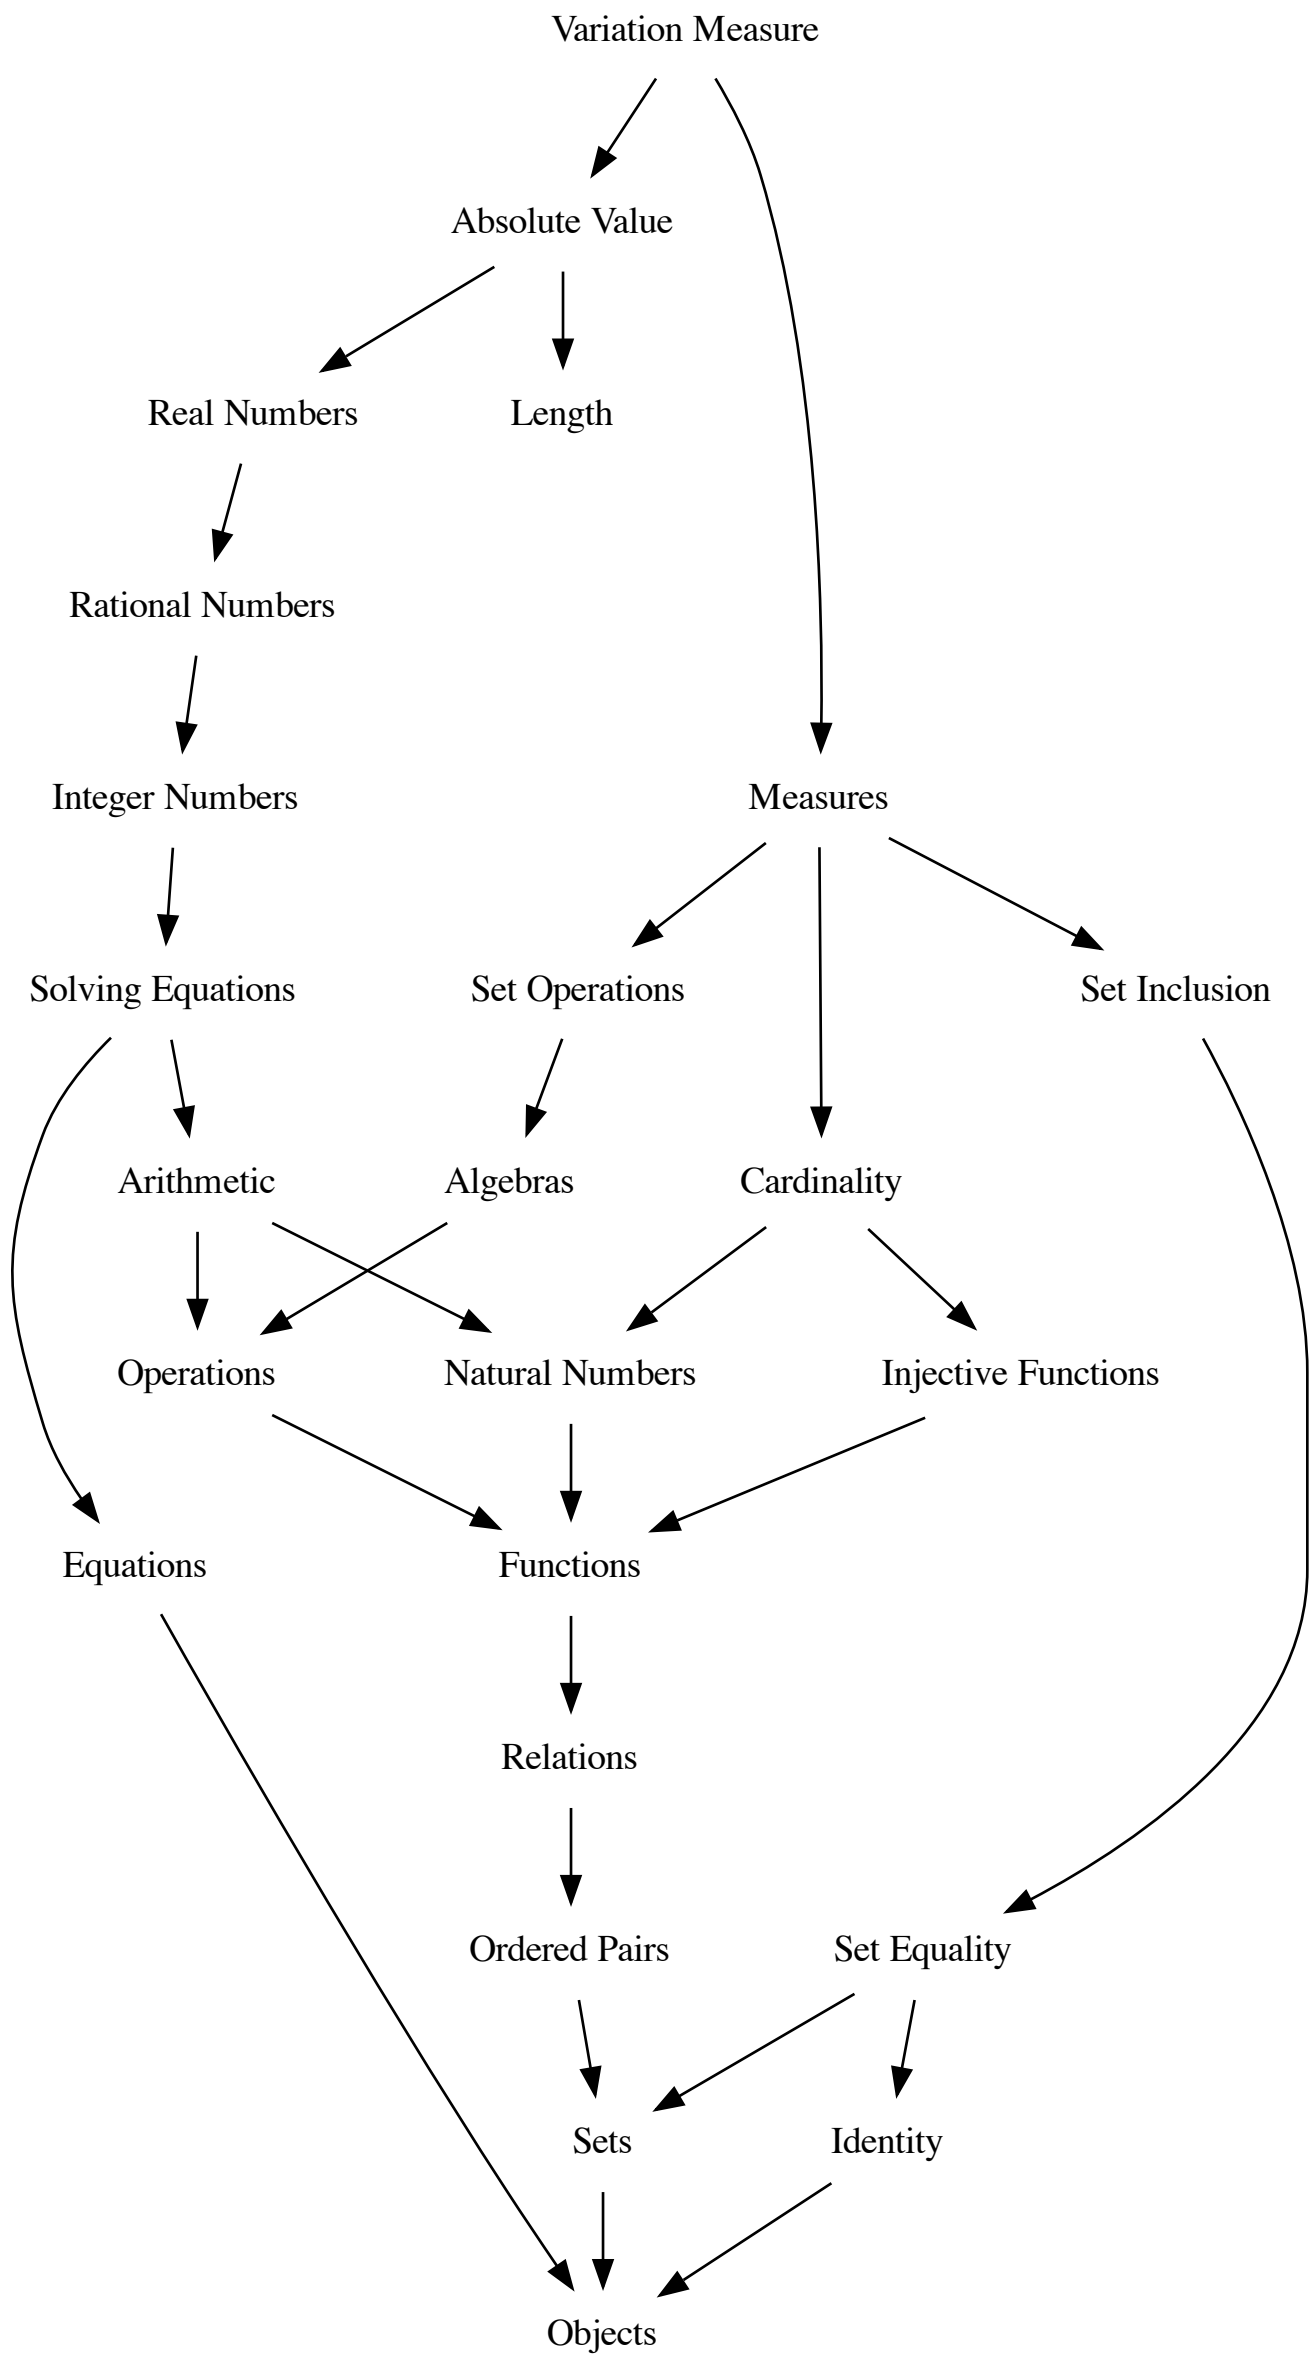 Variation Measure
Absolute Value
Real Numbers
Length
Rational Numbers
Integer Numbers
Measures
Solving Equations
Set Operations
Set Inclusion
Arithmetic
Algebras
Cardinality
Operations
Natural Numbers
Injective Functions
Equations
Functions
Relations
Ordered Pairs
Set Equality
Sets
Identity
Objects